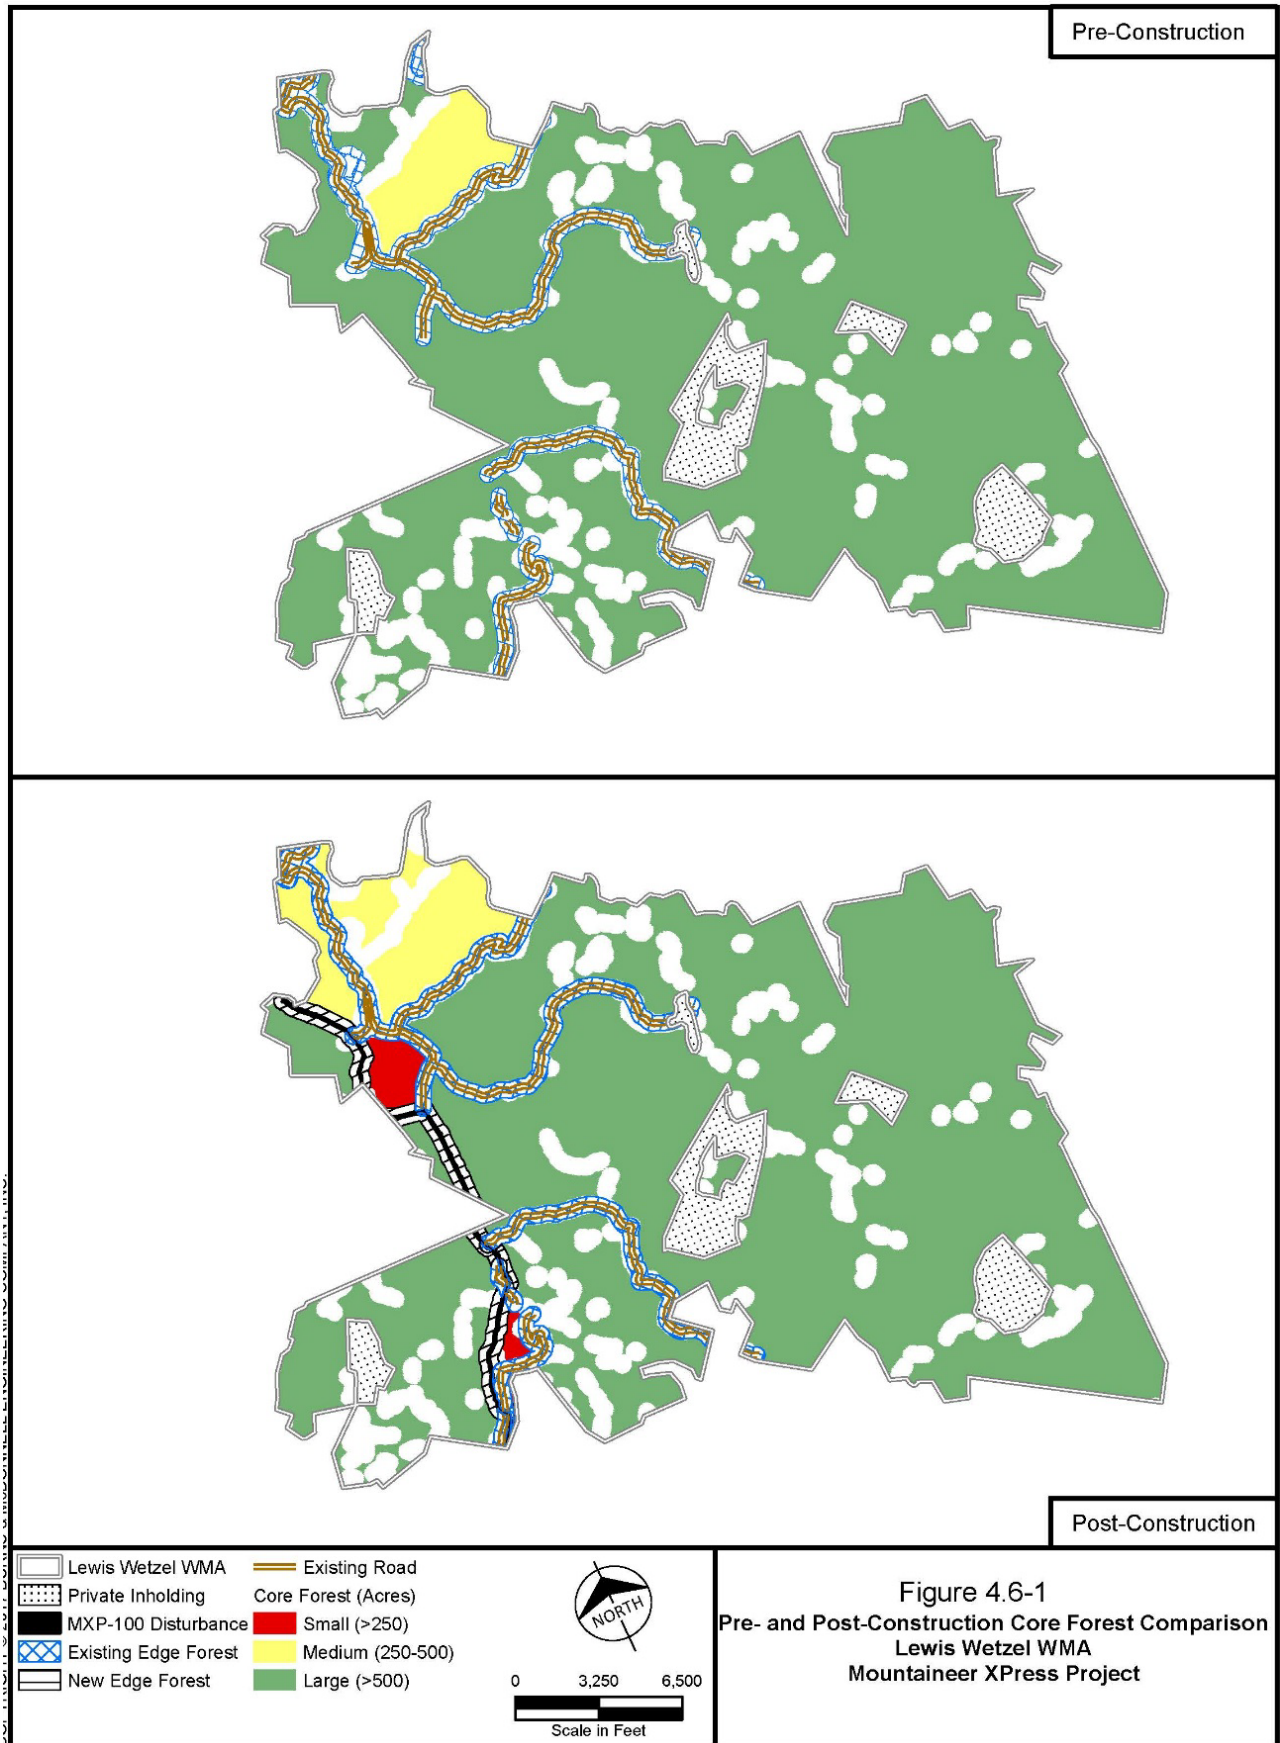 Pre-Construction
Post-Construction
Lewis Wetzel WMA
Private Inholding
MXP-100 Disturbance
Existing Edge Forest
New Edge Forest
Existing Road
Core Forest (Acres)
Small (>250)
Medium (250-500)
Large (>500)
NORTH
0 3,250 6,500
Scale in Feet
Figure 4.6-1
Pre- and Post-Construction Core Forest Comparison
Lewis Wetzel WMA
Mountaineer XPress Project